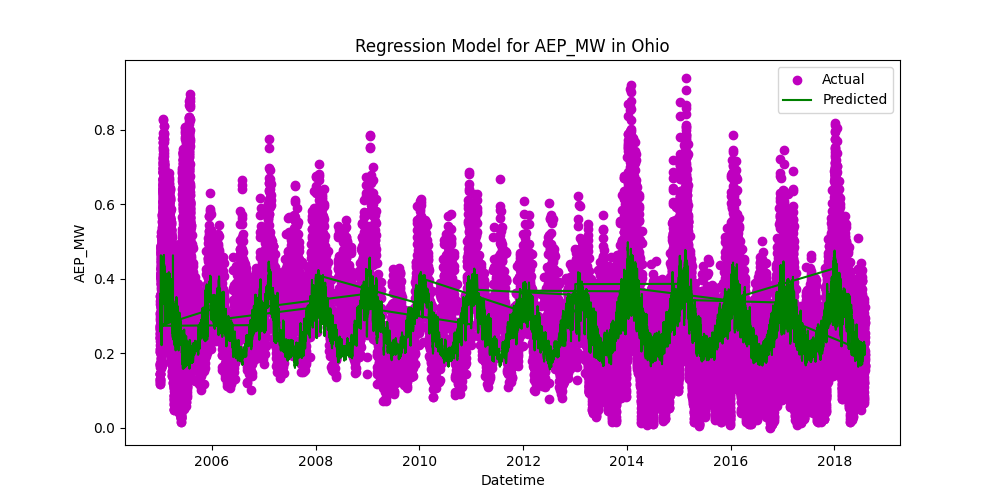 Regression Model for AEP_MW in Ohio
Actual
Predicted
0.8
0.6
0.4
0.2
0.0
AEP_MW
2006 2008 2010 2012 2014 2016 2018
Datetime